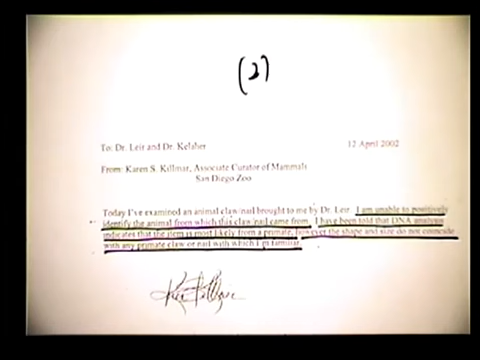 (2)
To: Dr. Leir and Dr. Kelaher
12 April 2002
From: Karen S. Killmar, Associate Curator of Mammals
San Diego Zoo
Today I've examined an animal claw/nail brought to me by Dr. Leir. I am unable to positively
identify the animal from which this claw/nail came from. I have been told that DNA analysis
indicates that the item is most likely from a primate, however the shape and size do not coincide
with any primate claw or nail with which I'm familiar.